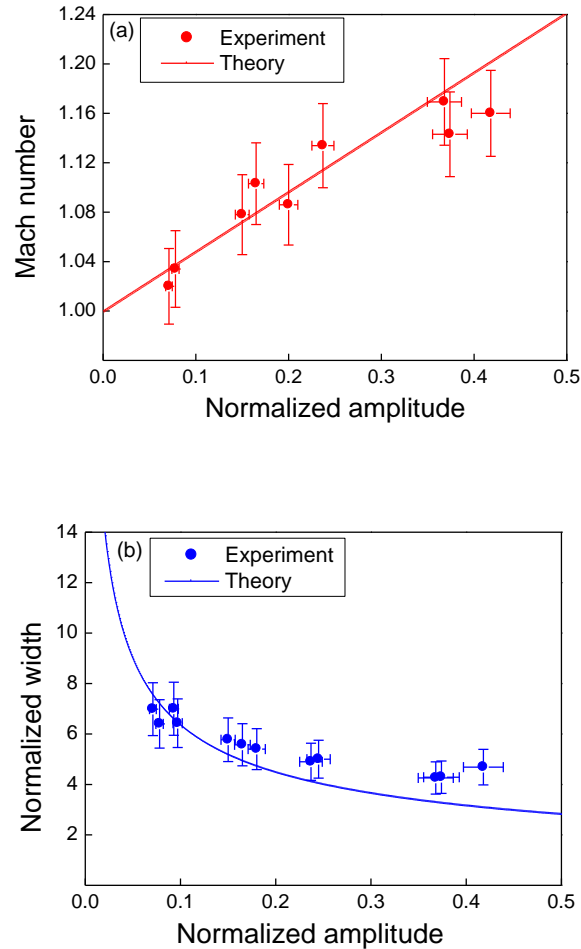 (a)
Experiment
Theory
1.24
1.20
1.16
1.12
1.08
1.04
1.00
Mach number
0.0 0.1 0.2 0.3 0.4 0.5
Normalized amplitude
(b)
Experiment
Theory
14
12
10
8
6
4
2
Normalized width
0.0 0.1 0.2 0.3 0.4 0.5
Normalized amplitude